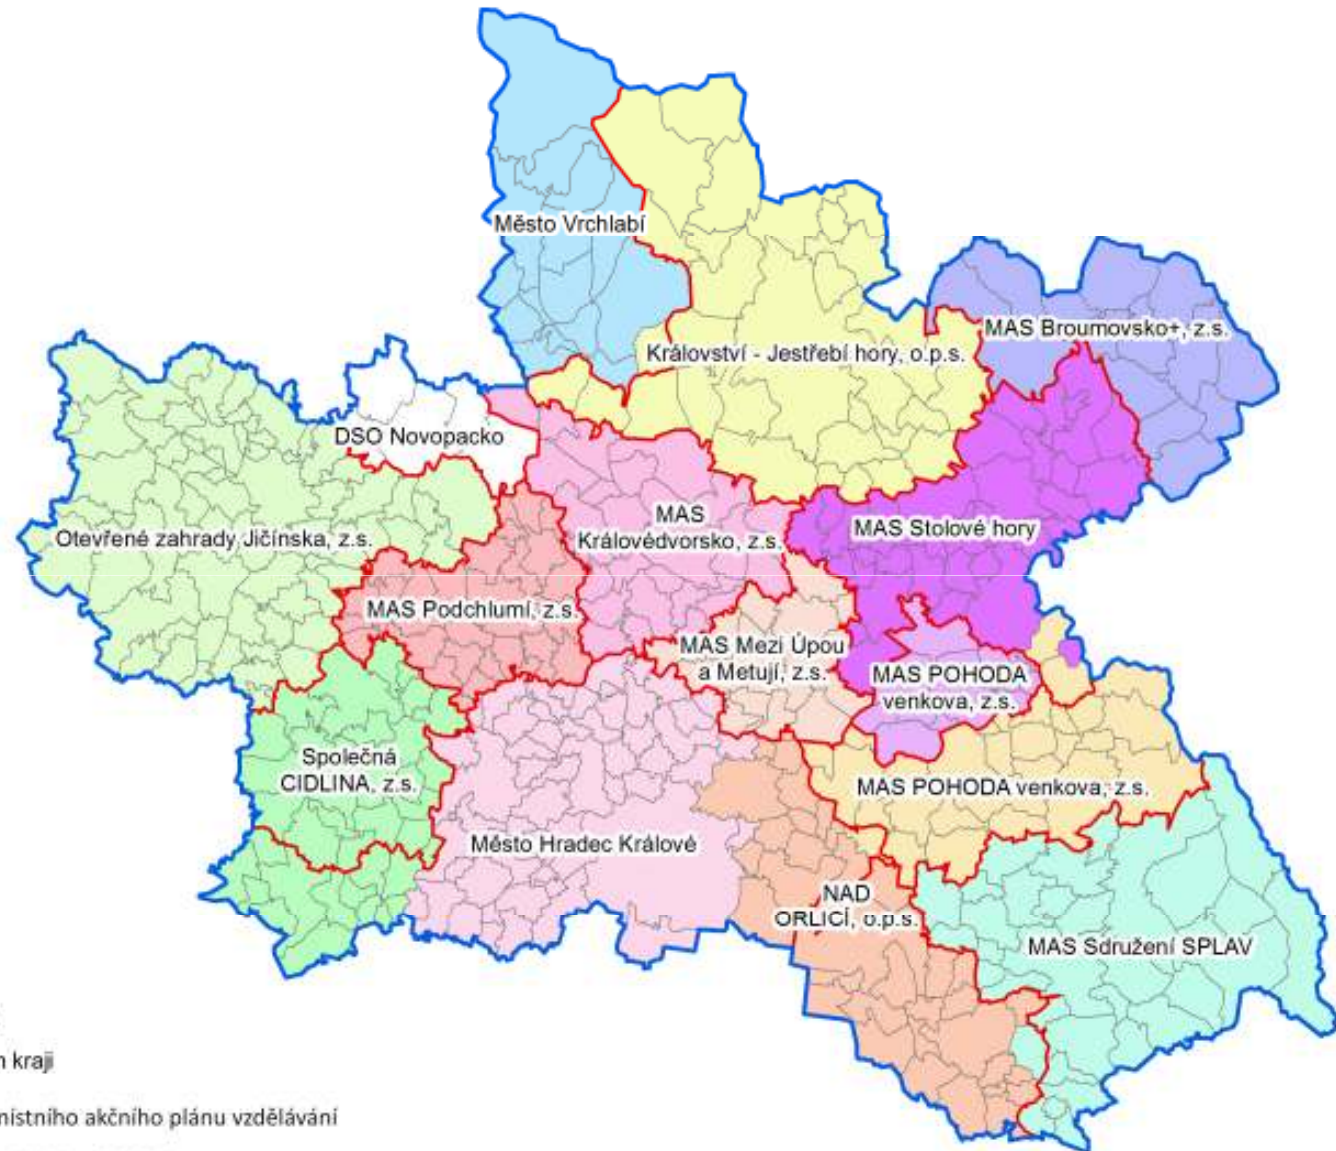 Město Vrchlabí
MAS Broumovsko+, z.s.
Království - Jestřebí hory, o.p.s.
DSO Novopacko
MAS
Královédvorsko, z.s.
MAS Stolové hory
Otevřené zahrady Jičínska, z.s.
MAS Podchlumí, z.s.
MAS Mezi Úpou
a Metují, z.s.
MAS POHODA
venkova, z.s.
Společná
CIDLINA, z.s.
MAS POHODA venkova, z.s.
Město Hradec Králové
NAD
ORLICÍ, o.p.s.
MAS Sdružení SPLAV
kraji
místního akčního plánu vzdělávání